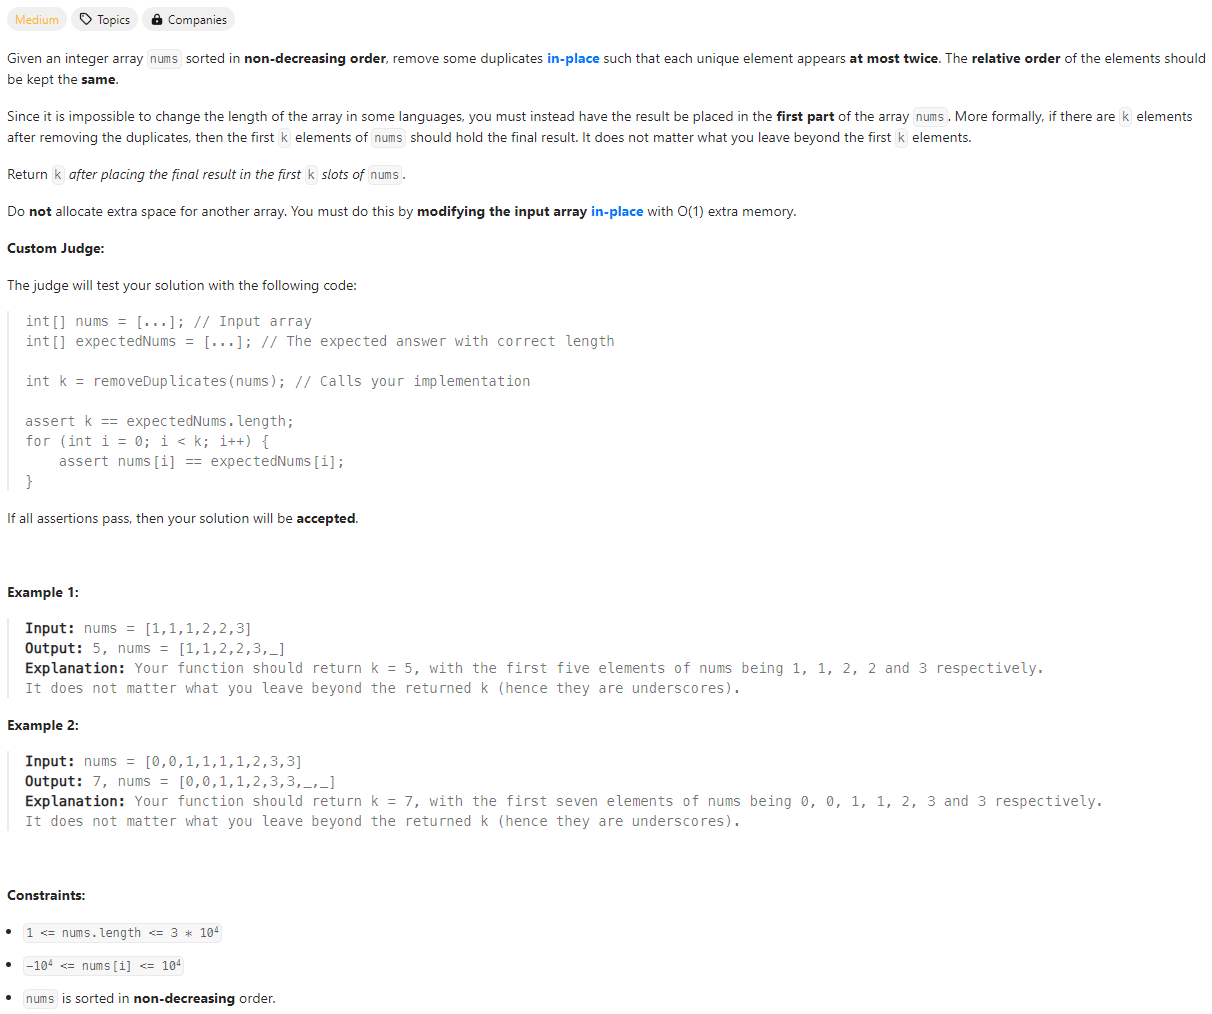 Medium Topics Companies
Given an integer array nums sorted in non-decreasing order, remove some duplicates in-place such that each unique element appears at most twice. The relative order of the elements should
be kept the same.
Since it is impossible to change the length of the array in some languages, you must instead have the result be placed in the first part of the array nums. More formally, if there are k elements
after removing the duplicates, then the first k elements of nums should hold the final result. It does not matter what you leave beyond the first k elements.
Return k after placing the final result in the first k slots of nums.
Do not allocate extra space for another array. You must do this by modifying the input array in-place with O(1) extra memory.
Custom Judge:
The judge will test your solution with the following code:
int[] nums = [...]; // Input array
int[] expectedNums = [...]; // The expected answer with correct length
int k = removeDuplicates(nums); // Calls your implementation
assert k == expectedNums.length;
for (int i = 0; i < k; i++) {
    assert nums[i] == expectedNums[i];
}
If all assertions pass, then your solution will be accepted.
Example 1:
Input: nums = [1,1,1,2,2,3]
Output: 5, nums = [1,1,2,2,3,_]
Explanation: Your function should return k = 5, with the first five elements of nums being 1, 1, 2, 2 and 3 respectively.
It does not matter what you leave beyond the returned k (hence they are underscores).
Example 2:
Input: nums = [0,0,1,1,1,1,2,3,3]
Output: 7, nums = [0,0,1,1,2,3,3,_,_]
Explanation: Your function should return k = 7, with the first seven elements of nums being 0, 0, 1, 1, 2, 3 and 3 respectively.
It does not matter what you leave beyond the returned k (hence they are underscores).
Constraints:
• 1 <= nums.length <= 3 * 10⁴
• -10⁴ <= nums[i] <= 10⁴
• nums is sorted in non-decreasing order.